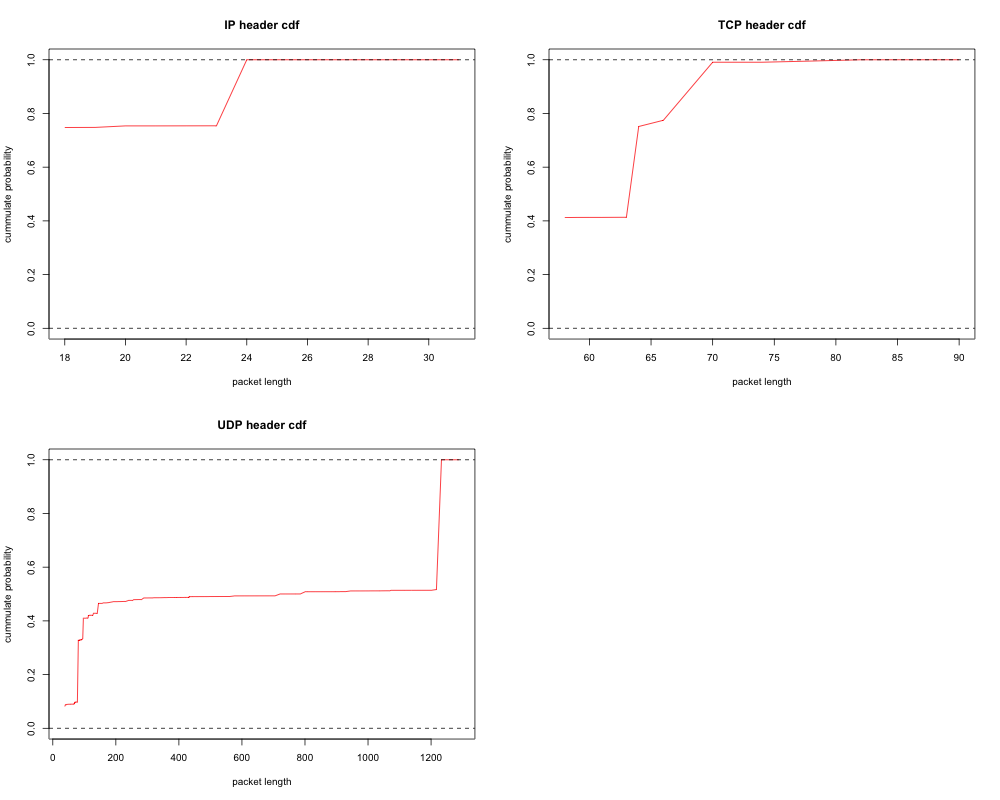 IP header cdf
cummulate probability
0.0 0.2 0.4 0.6 0.8 1.0
18 20 22 24 26 28 30
packet length
TCP header cdf
cummulate probability
0.0 0.2 0.4 0.6 0.8 1.0
60 65 70 75 80 85 90
packet length
UDP header cdf
cummulate probability
0.0 0.2 0.4 0.6 0.8 1.0
0 200 400 600 800 1000 1200
packet length